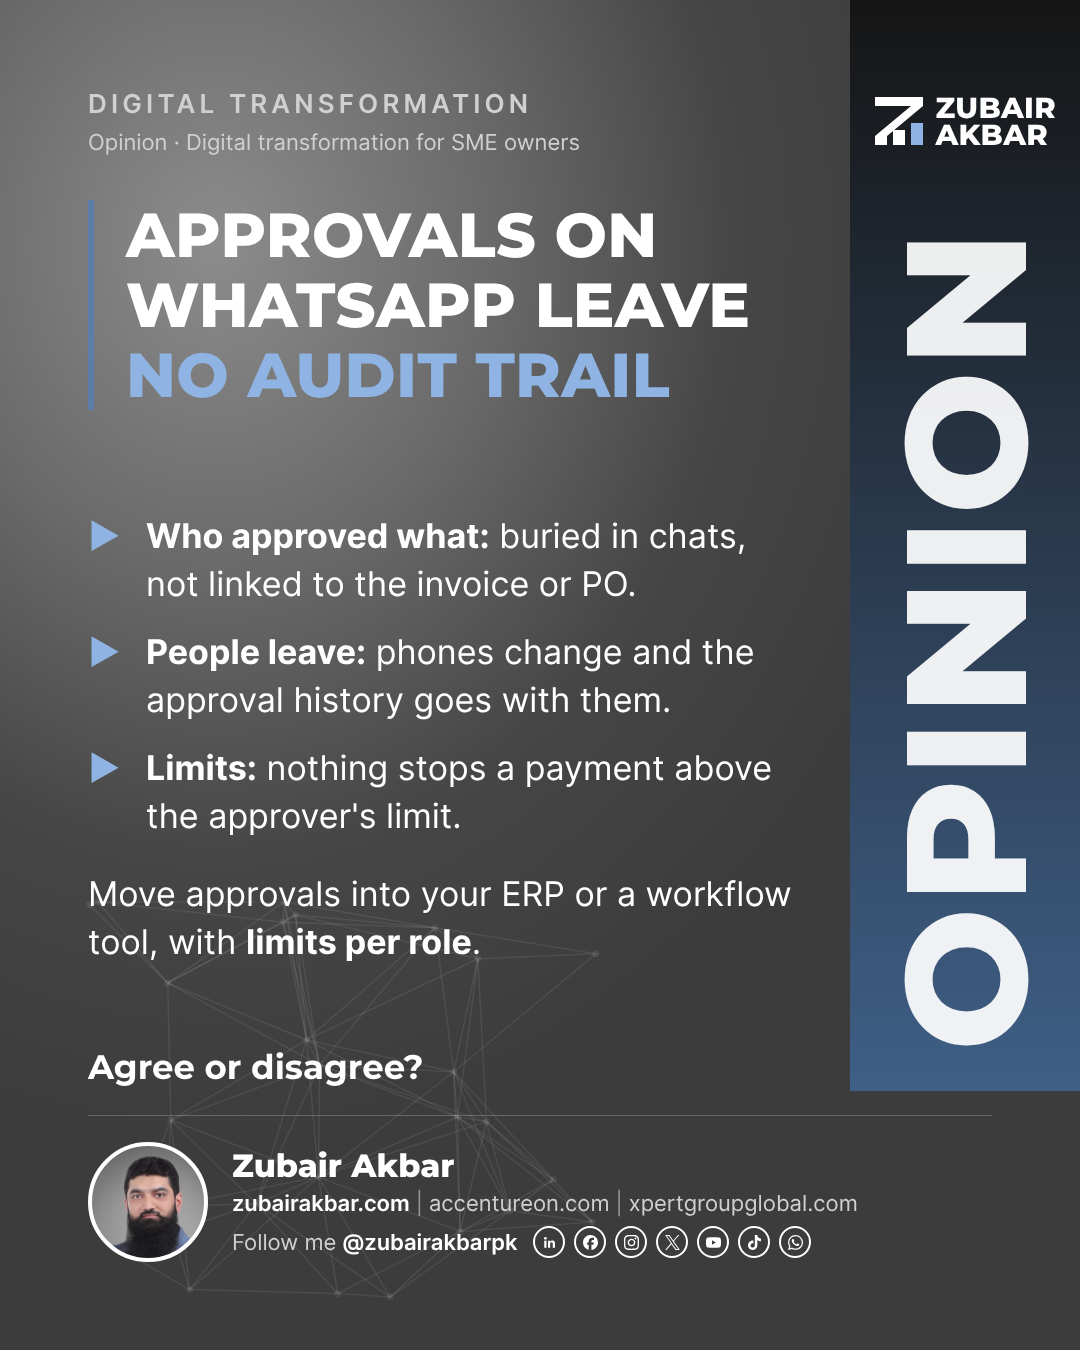 DIGITAL TRANSFORMATION
Opinion · Digital transformation for SME owners
ZUBAIR
AKBAR
APPROVALS ON
WHATSAPP LEAVE
NO AUDIT TRAIL
Who approved what: buried in chats,
not linked to the invoice or PO.
People leave: phones change and the
approval history goes with them.
Limits: nothing stops a payment above
the approver's limit.
Move approvals into your ERP or a workflow
tool, with limits per role.
Agree or disagree?
OPINION
Zubair Akbar
zubairakbar.com | accentureon.com | xpertgroupglobal.com
Follow me @zubairakbarpk